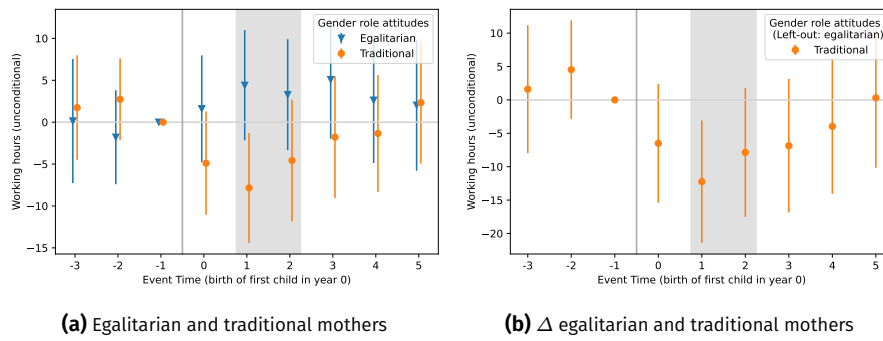 Gender role attitudes
Egalitarian
Traditional
Working hours (unconditional)
10
5
0
−5
−10
−15
-3 -2 -1 0 1 2 3 4 5
Event Time (birth of first child in year 0)
(a) Egalitarian and traditional mothers
Gender role attitudes
(Left-out: egalitarian)
Traditional
Working hours (unconditional)
10
5
0
−5
−10
−15
−20
-3 -2 -1 0 1 2 3 4 5
Event Time (birth of first child in year 0)
(b) Δ egalitarian and traditional mothers